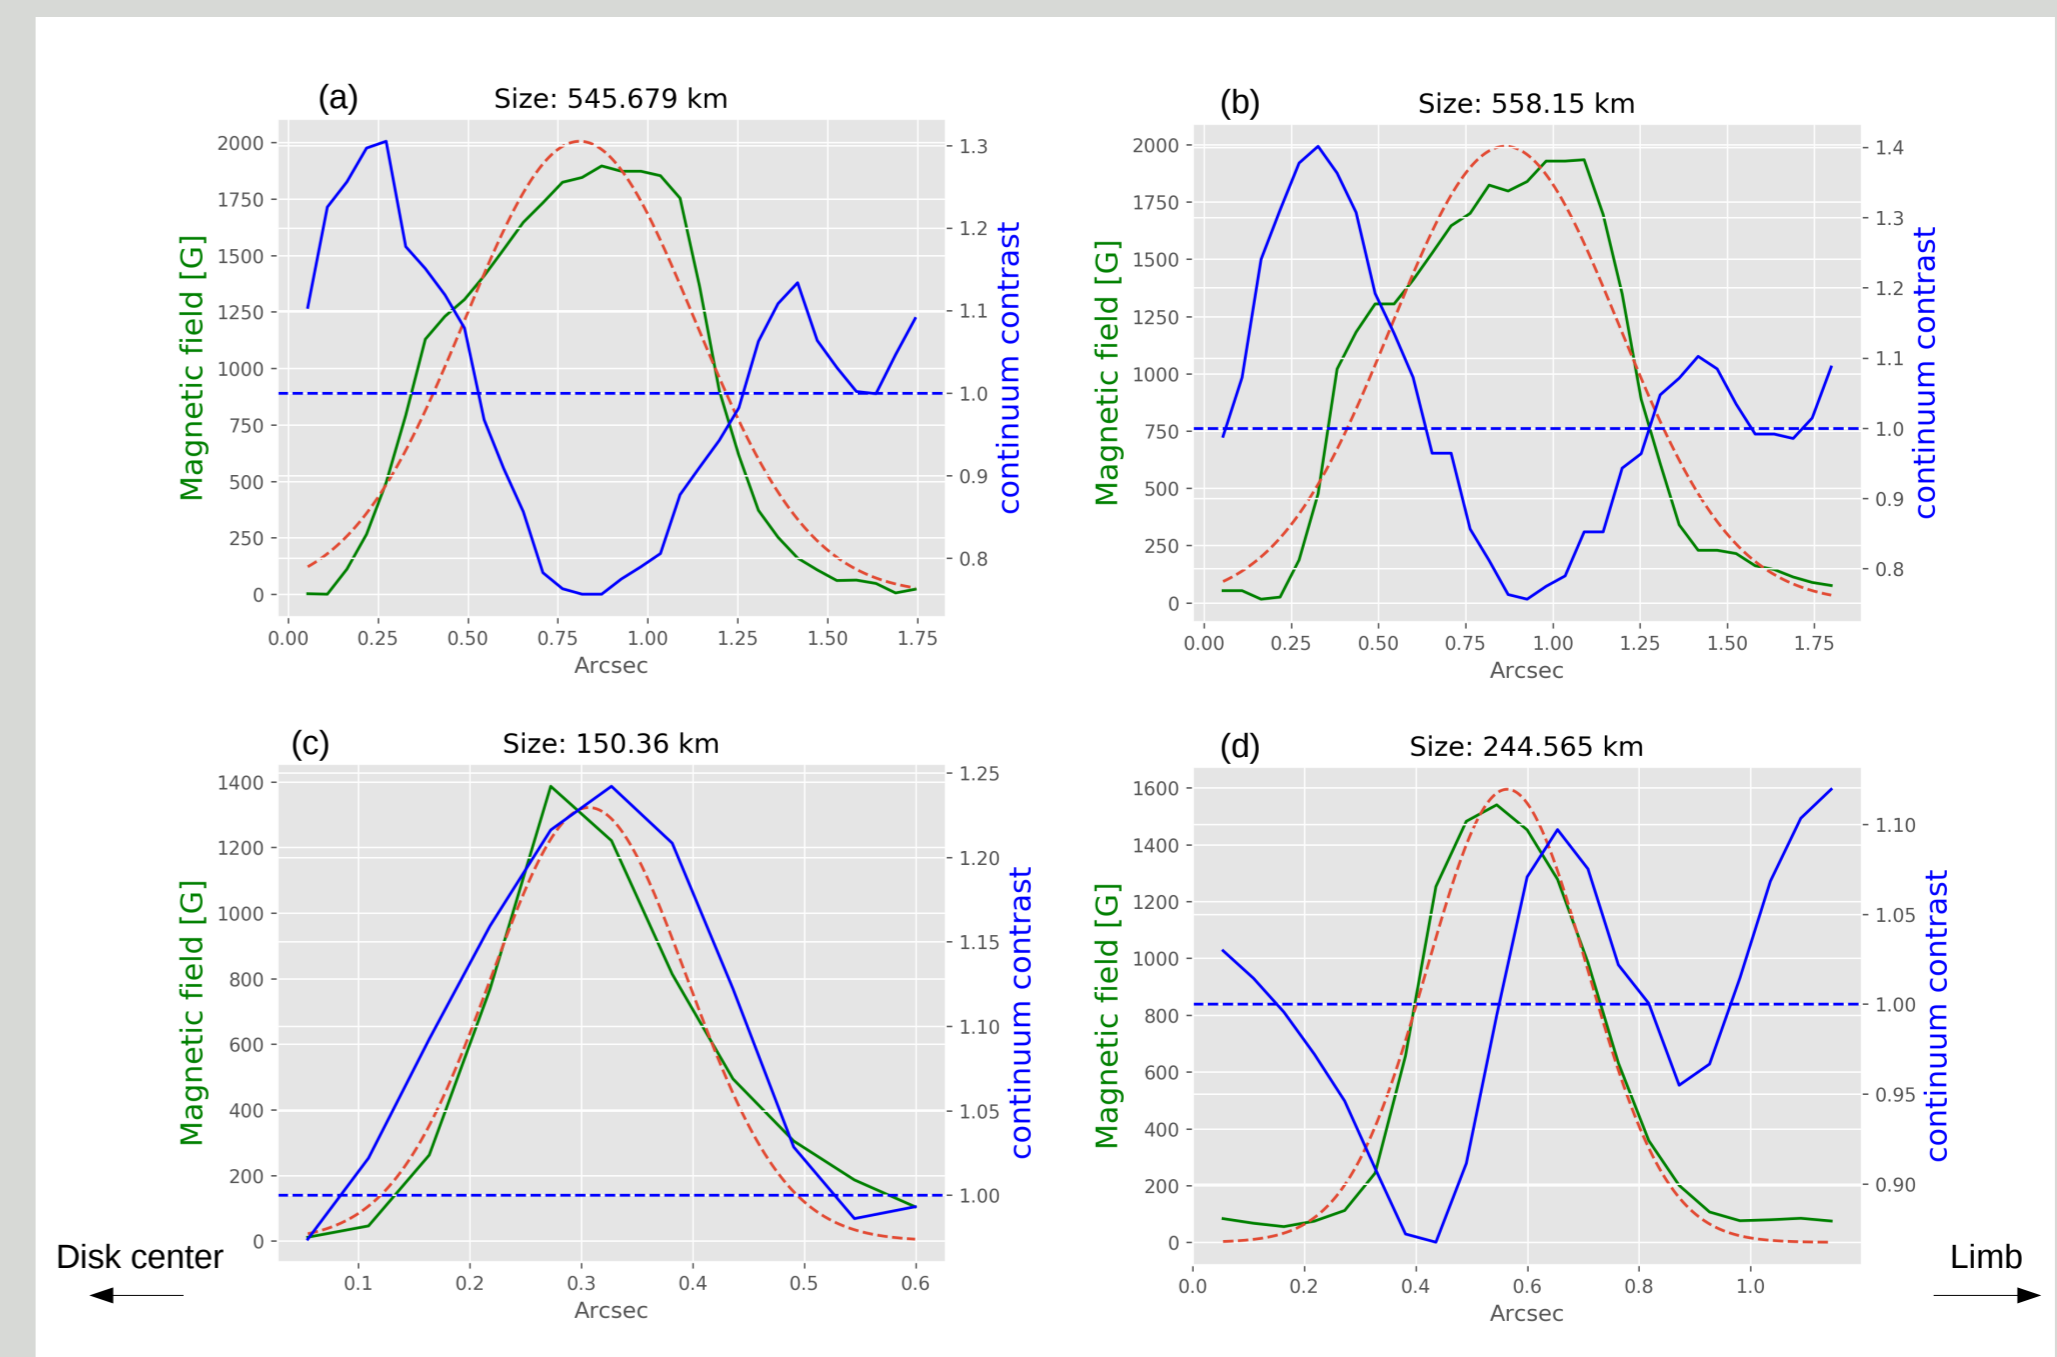 (a)
Size: 545.679 km
2000
1750
1500
1250
1000
750
500
250
0
Magnetic field [G]
1.3
1.2
1.1
1.0
0.9
0.8
continuum contrast
0.00 0.25 0.50 0.75 1.00 1.25 1.50 1.75
Arcsec
(b)
Size: 558.15 km
2000
1750
1500
1250
1000
750
500
250
0
Magnetic field [G]
1.4
1.3
1.2
1.1
1.0
0.9
0.8
continuum contrast
0.00 0.25 0.50 0.75 1.00 1.25 1.50 1.75
Arcsec
(c)
Size: 150.36 km
1400
1200
1000
800
600
400
200
0
Magnetic field [G]
1.25
1.20
1.15
1.10
1.05
1.00
continuum contrast
0.1 0.2 0.3 0.4 0.5 0.6
Arcsec
(d)
Size: 244.565 km
1600
1400
1200
1000
800
600
400
200
0
Magnetic field [G]
1.10
1.05
1.00
0.95
0.90
continuum contrast
0.0 0.2 0.4 0.6 0.8 1.0
Arcsec
Disk center
Limb